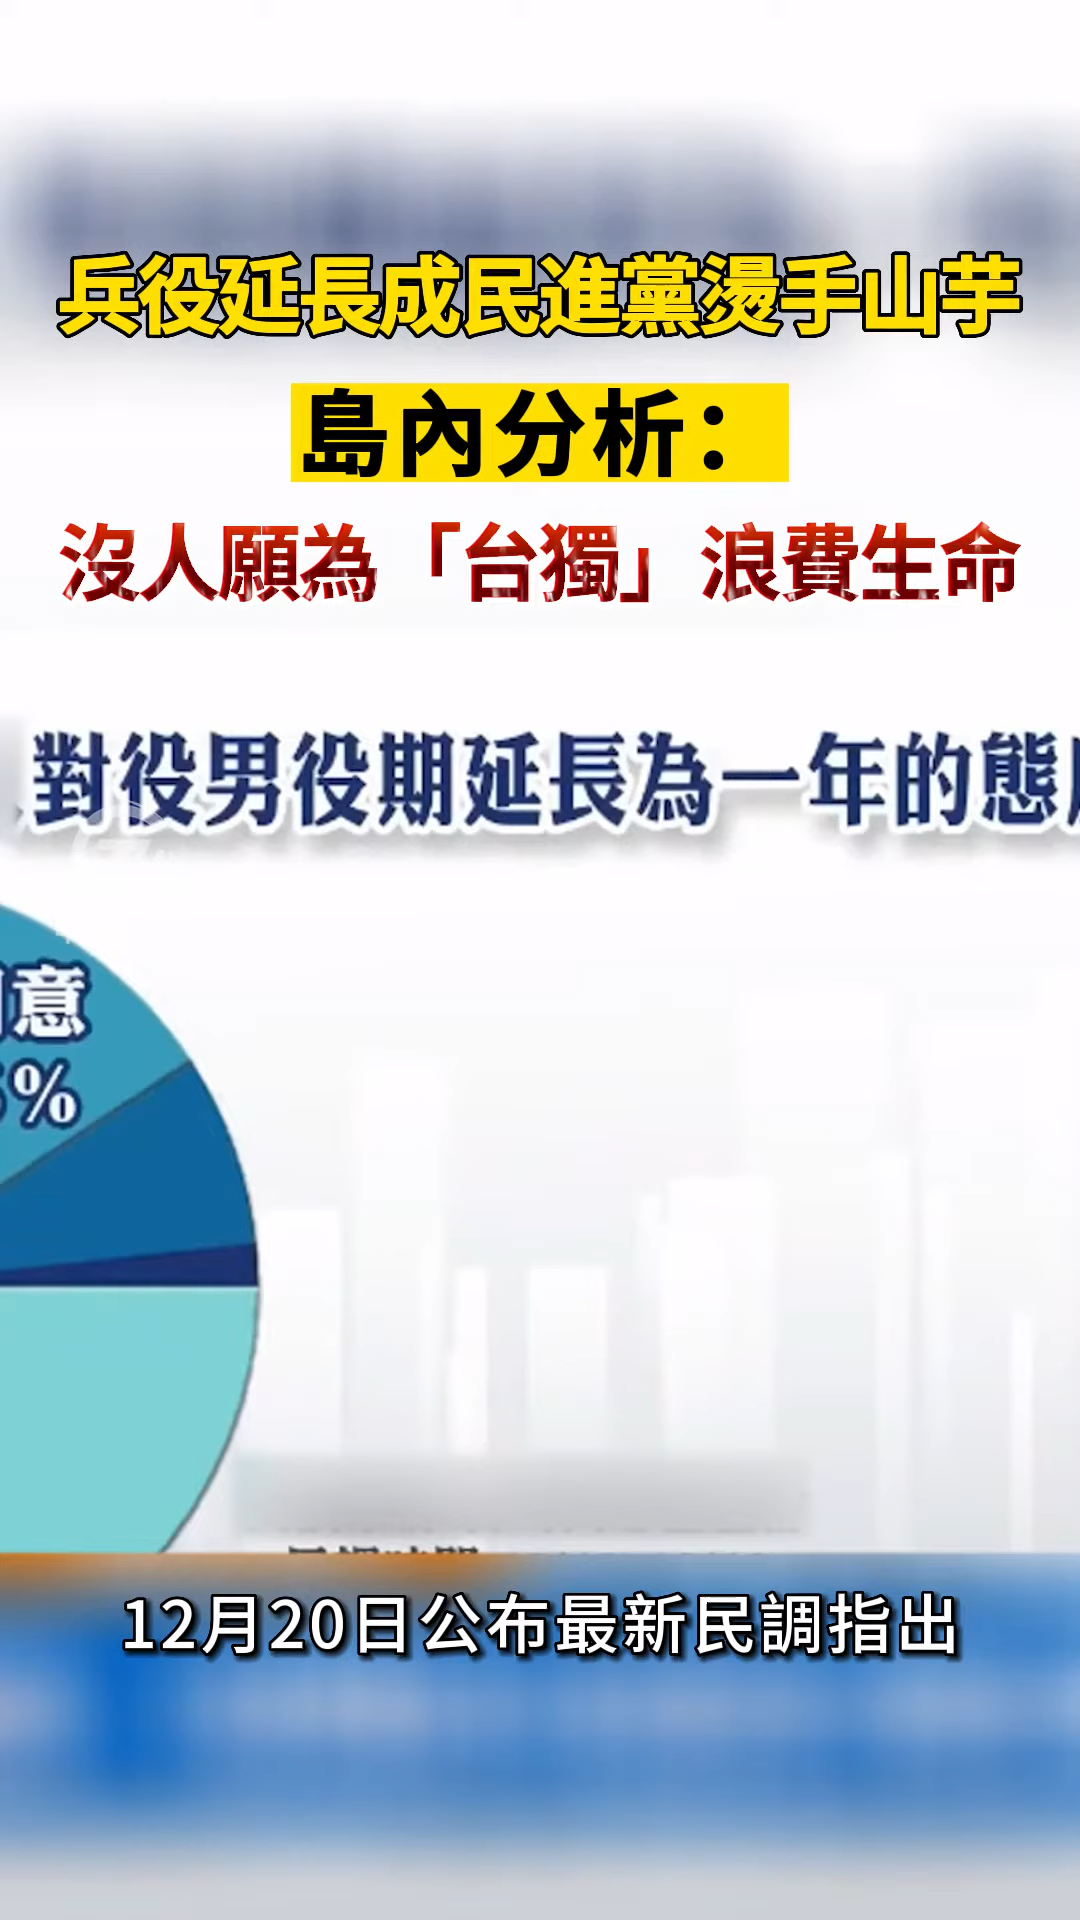 兵役延長成民進黨燙手山芋
島內分析：
沒人願為「台獨」浪費生命
對役男役期延長為一年的態
意
%
12月20日公布最新民調指出